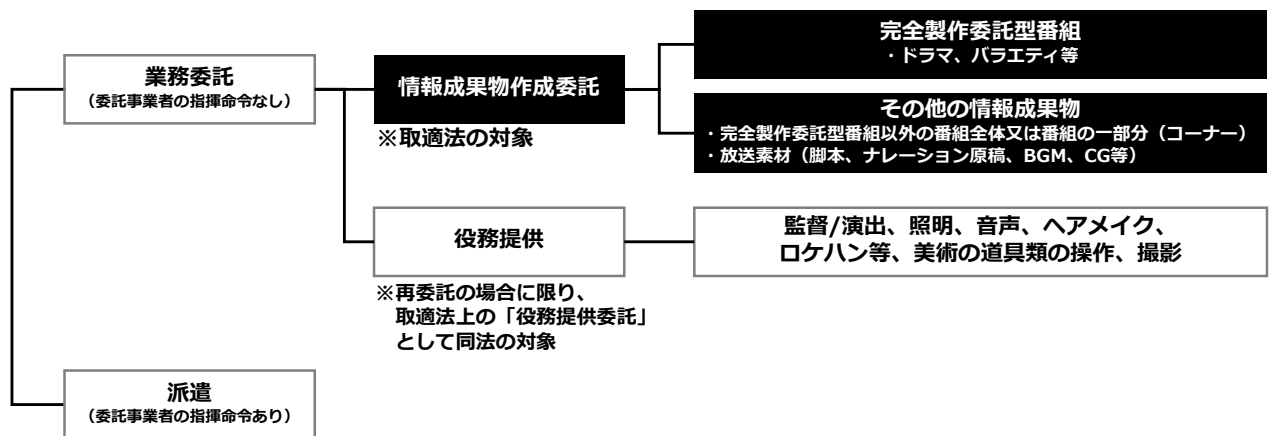 完全製作委託型番組
・ドラマ、バラエティ等
業務委託
（委託事業者の指揮命令なし）
情報成果物作成委託
※取適法の対象
その他の情報成果物
・完全製作委託型番組以外の番組全体又は番組の一部分（コーナー）
・放送素材（脚本、ナレーション原稿、BGM、CG等）
役務提供
監督/演出、照明、音声、ヘアメイク、
ロケハン等、美術の道具類の操作、撮影
※再委託の場合に限り、
取適法上の「役務提供委託」
として同法の対象
派遣
（委託事業者の指揮命令あり）